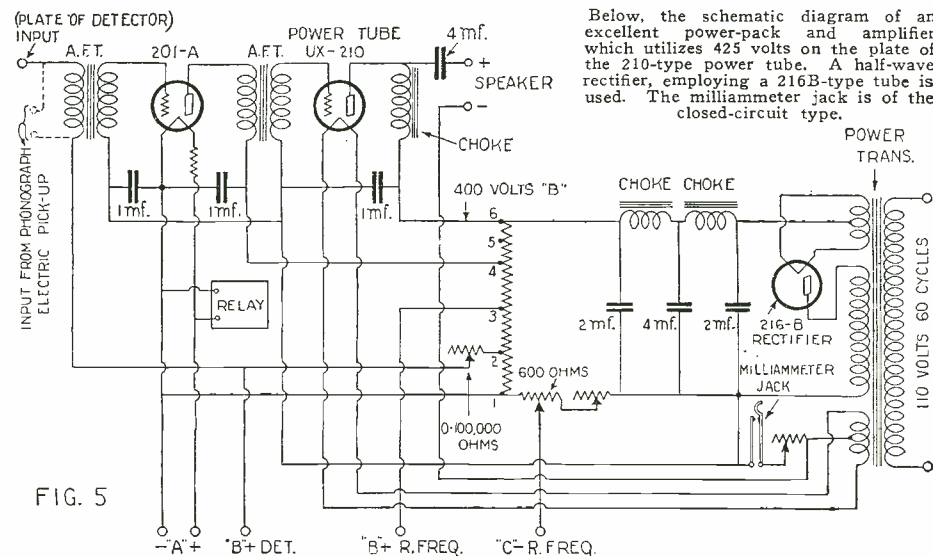 (PLATE OF DETECTOR)
INPUT
A.F.T.
201-A
A.F.T.
POWER TUBE
UX-210
4 mf.
+
SPEAKER
-
CHOKE
Below, the schematic diagram of an
excellent power-pack and amplifier
which utilizes 425 volts on the plate of
the 210-type power tube. A half-wave
rectifier, employing a 216B-type tube is
used. The milliammeter jack is of the
closed-circuit type.
POWER
TRANS.
INPUT FROM PHONOGRAPH
ELECTRIC PICK-UP
1 mf.
1 mf.
1 mf.
400 VOLTS "B"
CHOKE
CHOKE
6
5
4
3
2
1
RELAY
2 mf.
4 mf.
2 mf.
216-B
RECTIFIER
110 VOLTS 60 CYCLES
MILLIAMMETER
JACK
600 OHMS
0-100,000
OHMS
FIG. 5
-"A"+
"B"+ DET.
"B"+ R.FREQ.
"C"- R.FREQ.